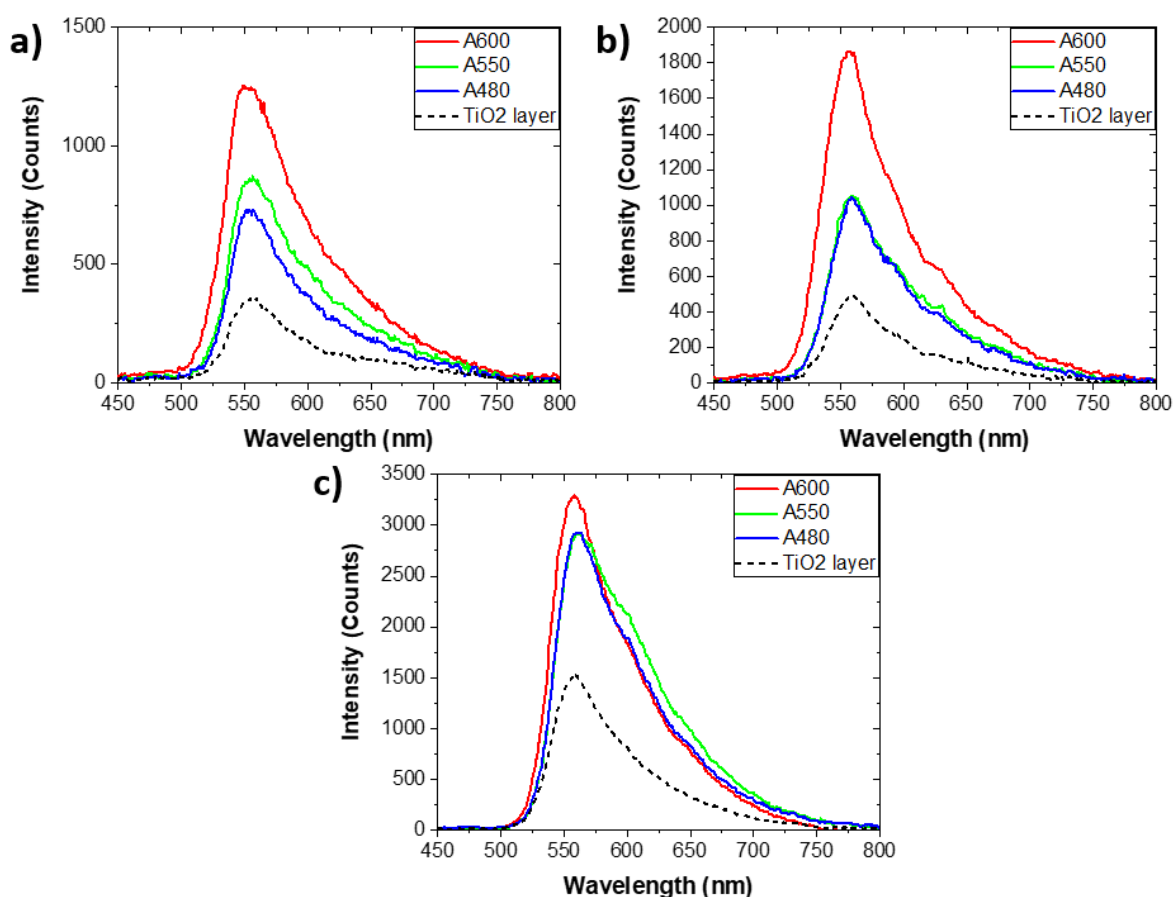 a)
1500
1000
500
0
Intensity (Counts)
A600
A550
A480
TiO2 layer
450 500 550 600 650 700 750 800
Wavelength (nm)
b)
2000
1800
1600
1400
1200
1000
800
600
400
200
0
Intensity (Counts)
A600
A550
A480
TiO2 layer
450 500 550 600 650 700 750 800
Wavelength (nm)
c)
3500
3000
2500
2000
1500
1000
500
0
Intensity (Counts)
A600
A550
A480
TiO2 layer
450 500 550 600 650 700 750 800
Wavelength (nm)